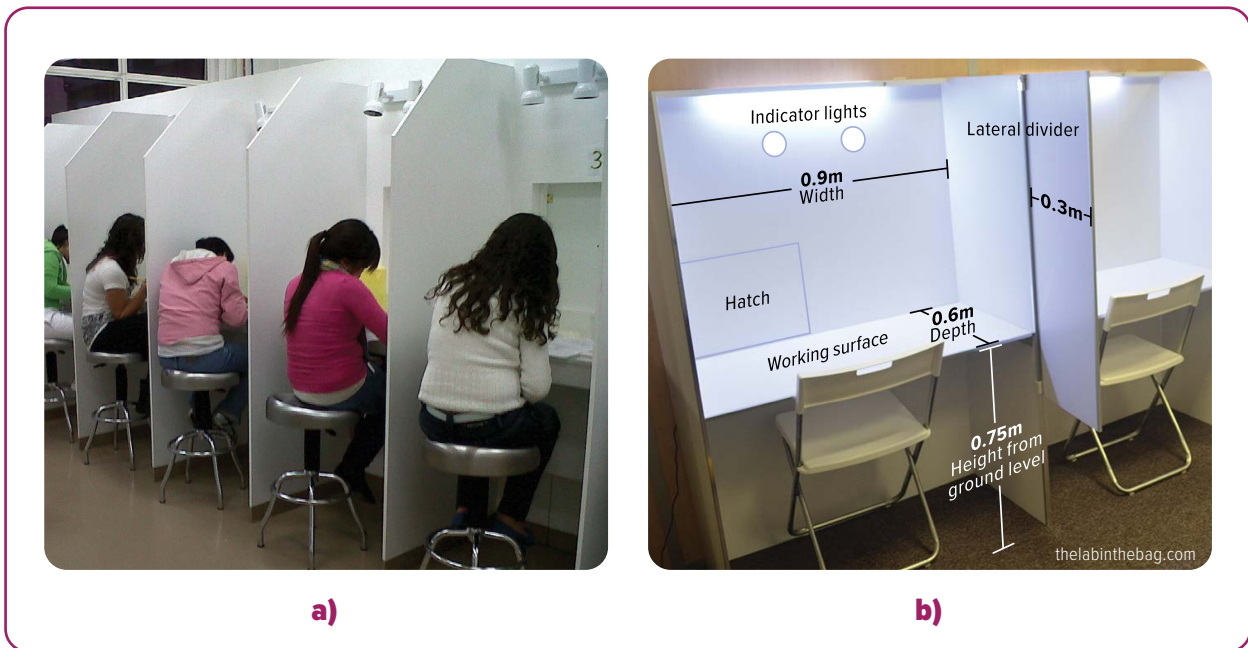 3
Indicator lights
Lateral divider
0.9m
Width
0.3m
Hatch
0.6m
Depth
Working surface
0.75m
Height from
ground level
thelabinthebag.com
a)
b)